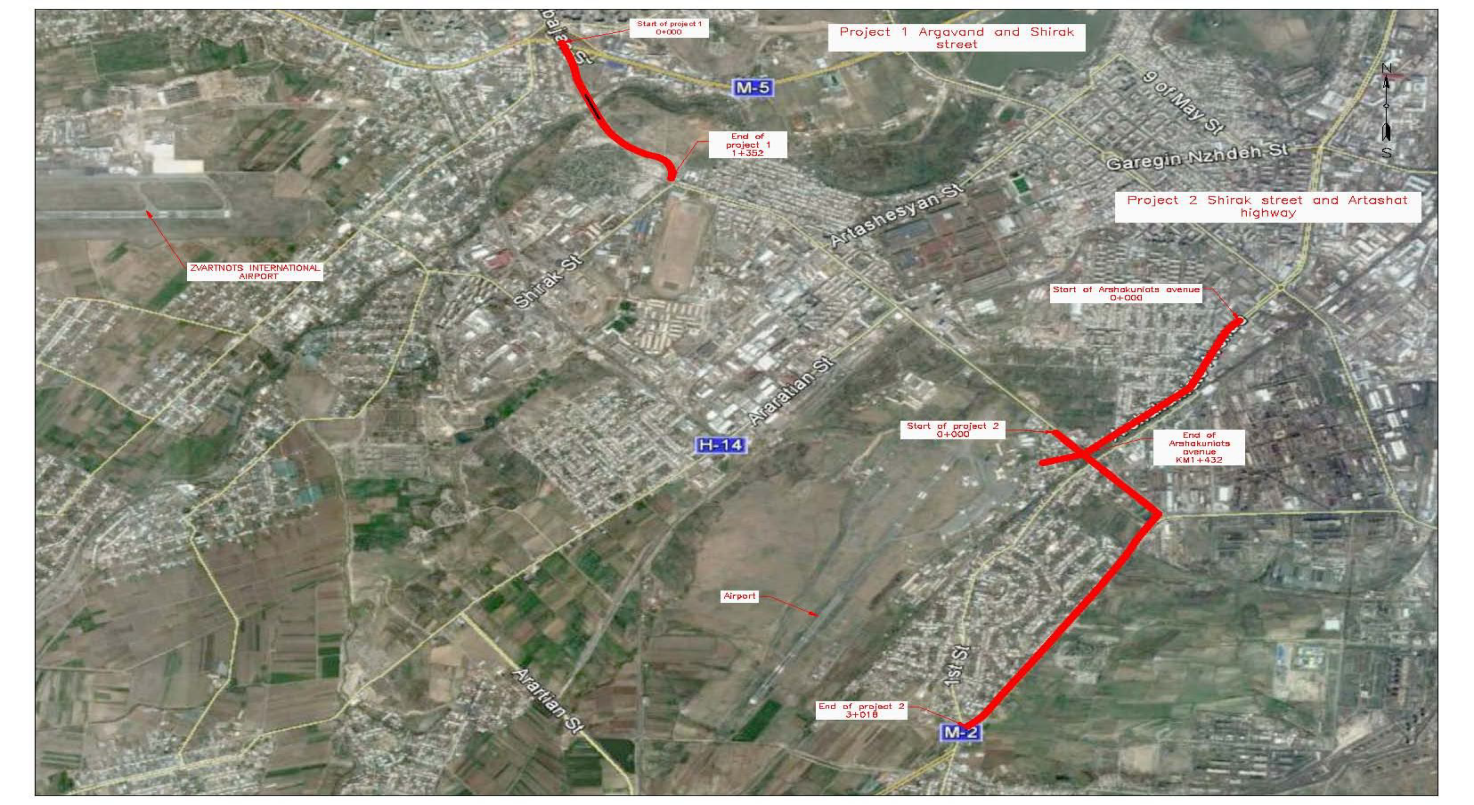 Start of project 1
0+000
Project 1 Argavand and Shirak
street
M-5
N
9 of May St
S
End of
project 1
1+352
Garegin Nzhdeh St
Artashesyan St
Project 2 Shirak street and Artashat
highway
ZVARTNOTS INTERNATIONAL
AIRPORT
Shirak St
Start of Arshakuniats avenue
0+000
Araratian St
H-14
Start of project 2
0+000
End of
Arshakuniats
avenue
KM1+432
Airport
1st St
Arartian St
End of project 2
3+018
M-2